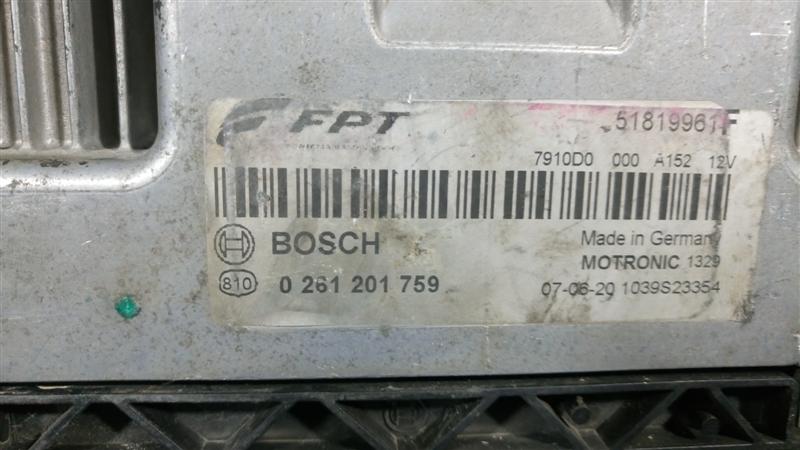 FPT
51819961F
7910D0 000 A152 12V
BOSCH
Made in Germany
MOTRONIC 1329
810
0 261 201 759
07-06-20 1039S23354